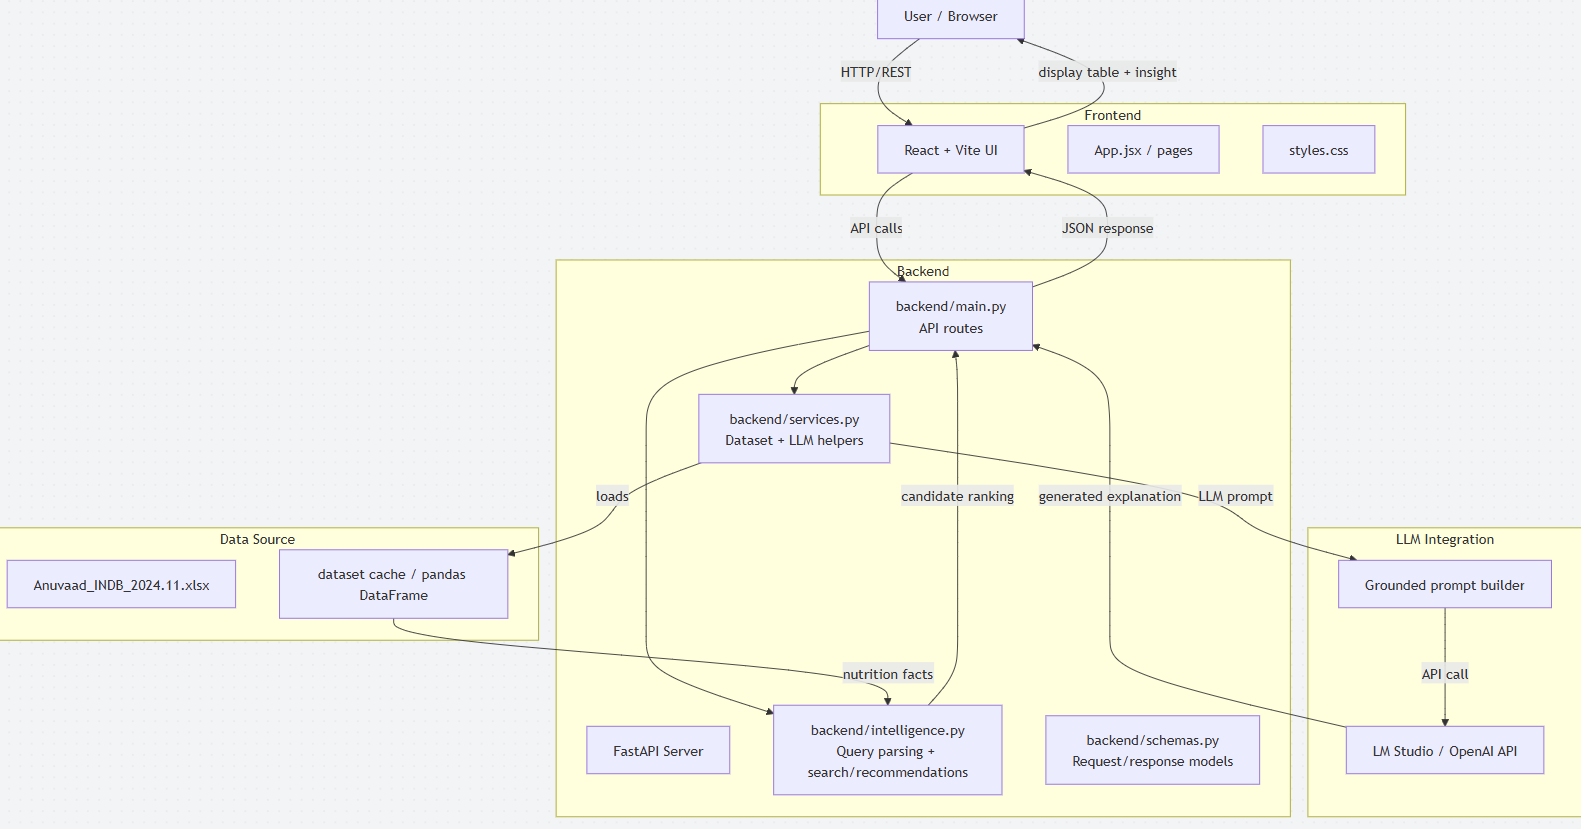 User / Browser
HTTP/REST
display table + insight
Frontend
React + Vite UI
App.jsx / pages
styles.css
API calls
JSON response
Backend
backend/main.py
API routes
backend/services.py
Dataset + LLM helpers
loads
candidate ranking
generated explanation
LLM prompt
Data Source
Anuvaad_INDB_2024.11.xlsx
dataset cache / pandas
DataFrame
LLM Integration
Grounded prompt builder
nutrition facts
API call
FastAPI Server
backend/intelligence.py
Query parsing +
search/recommendations
backend/schemas.py
Request/response models
LM Studio / OpenAI API